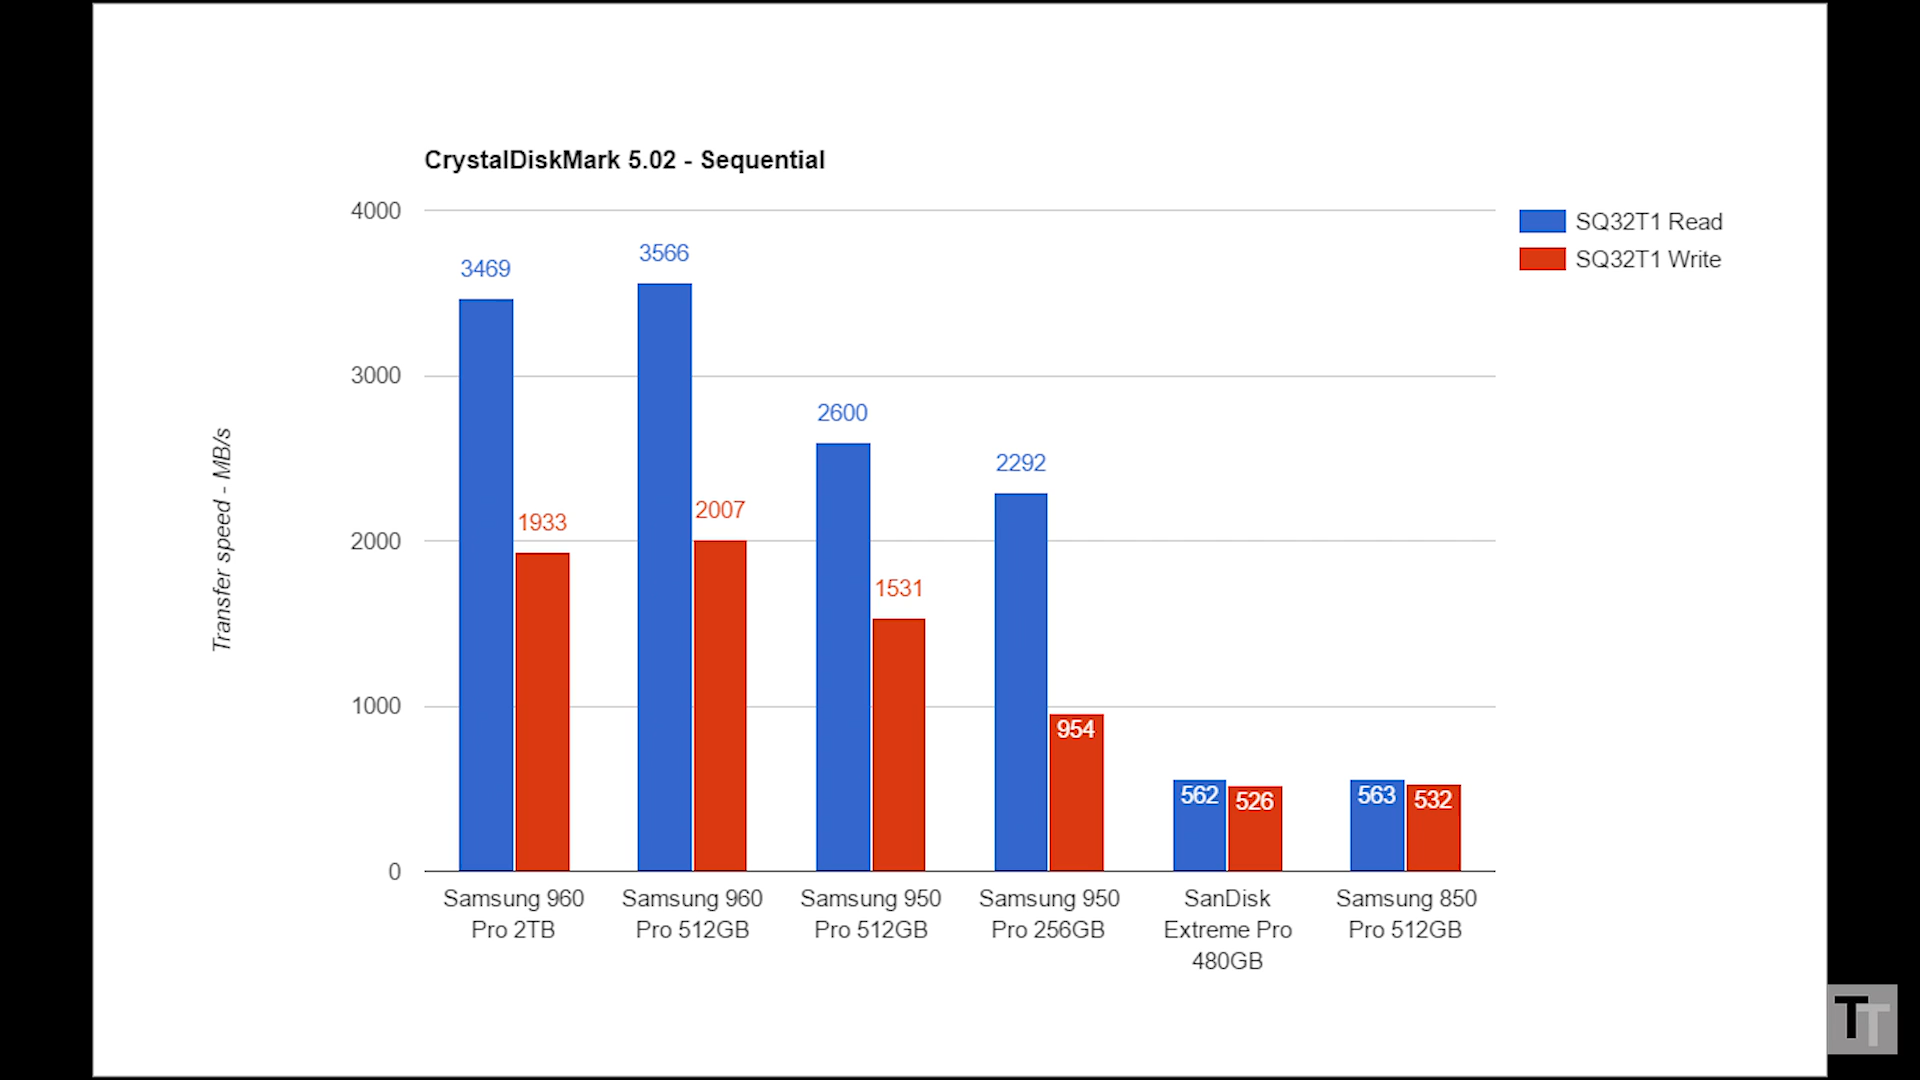 CrystalDiskMark 5.02 - Sequential
SQ32T1 Read
SQ32T1 Write
Transfer speed - MB/s
4000
3000
2000
1000
0
3469
1933
3566
2007
2600
1531
2292
954
562
526
563
532
Samsung 960
Pro 2TB
Samsung 960
Pro 512GB
Samsung 950
Pro 512GB
Samsung 950
Pro 256GB
SanDisk
Extreme Pro
480GB
Samsung 850
Pro 512GB
TT